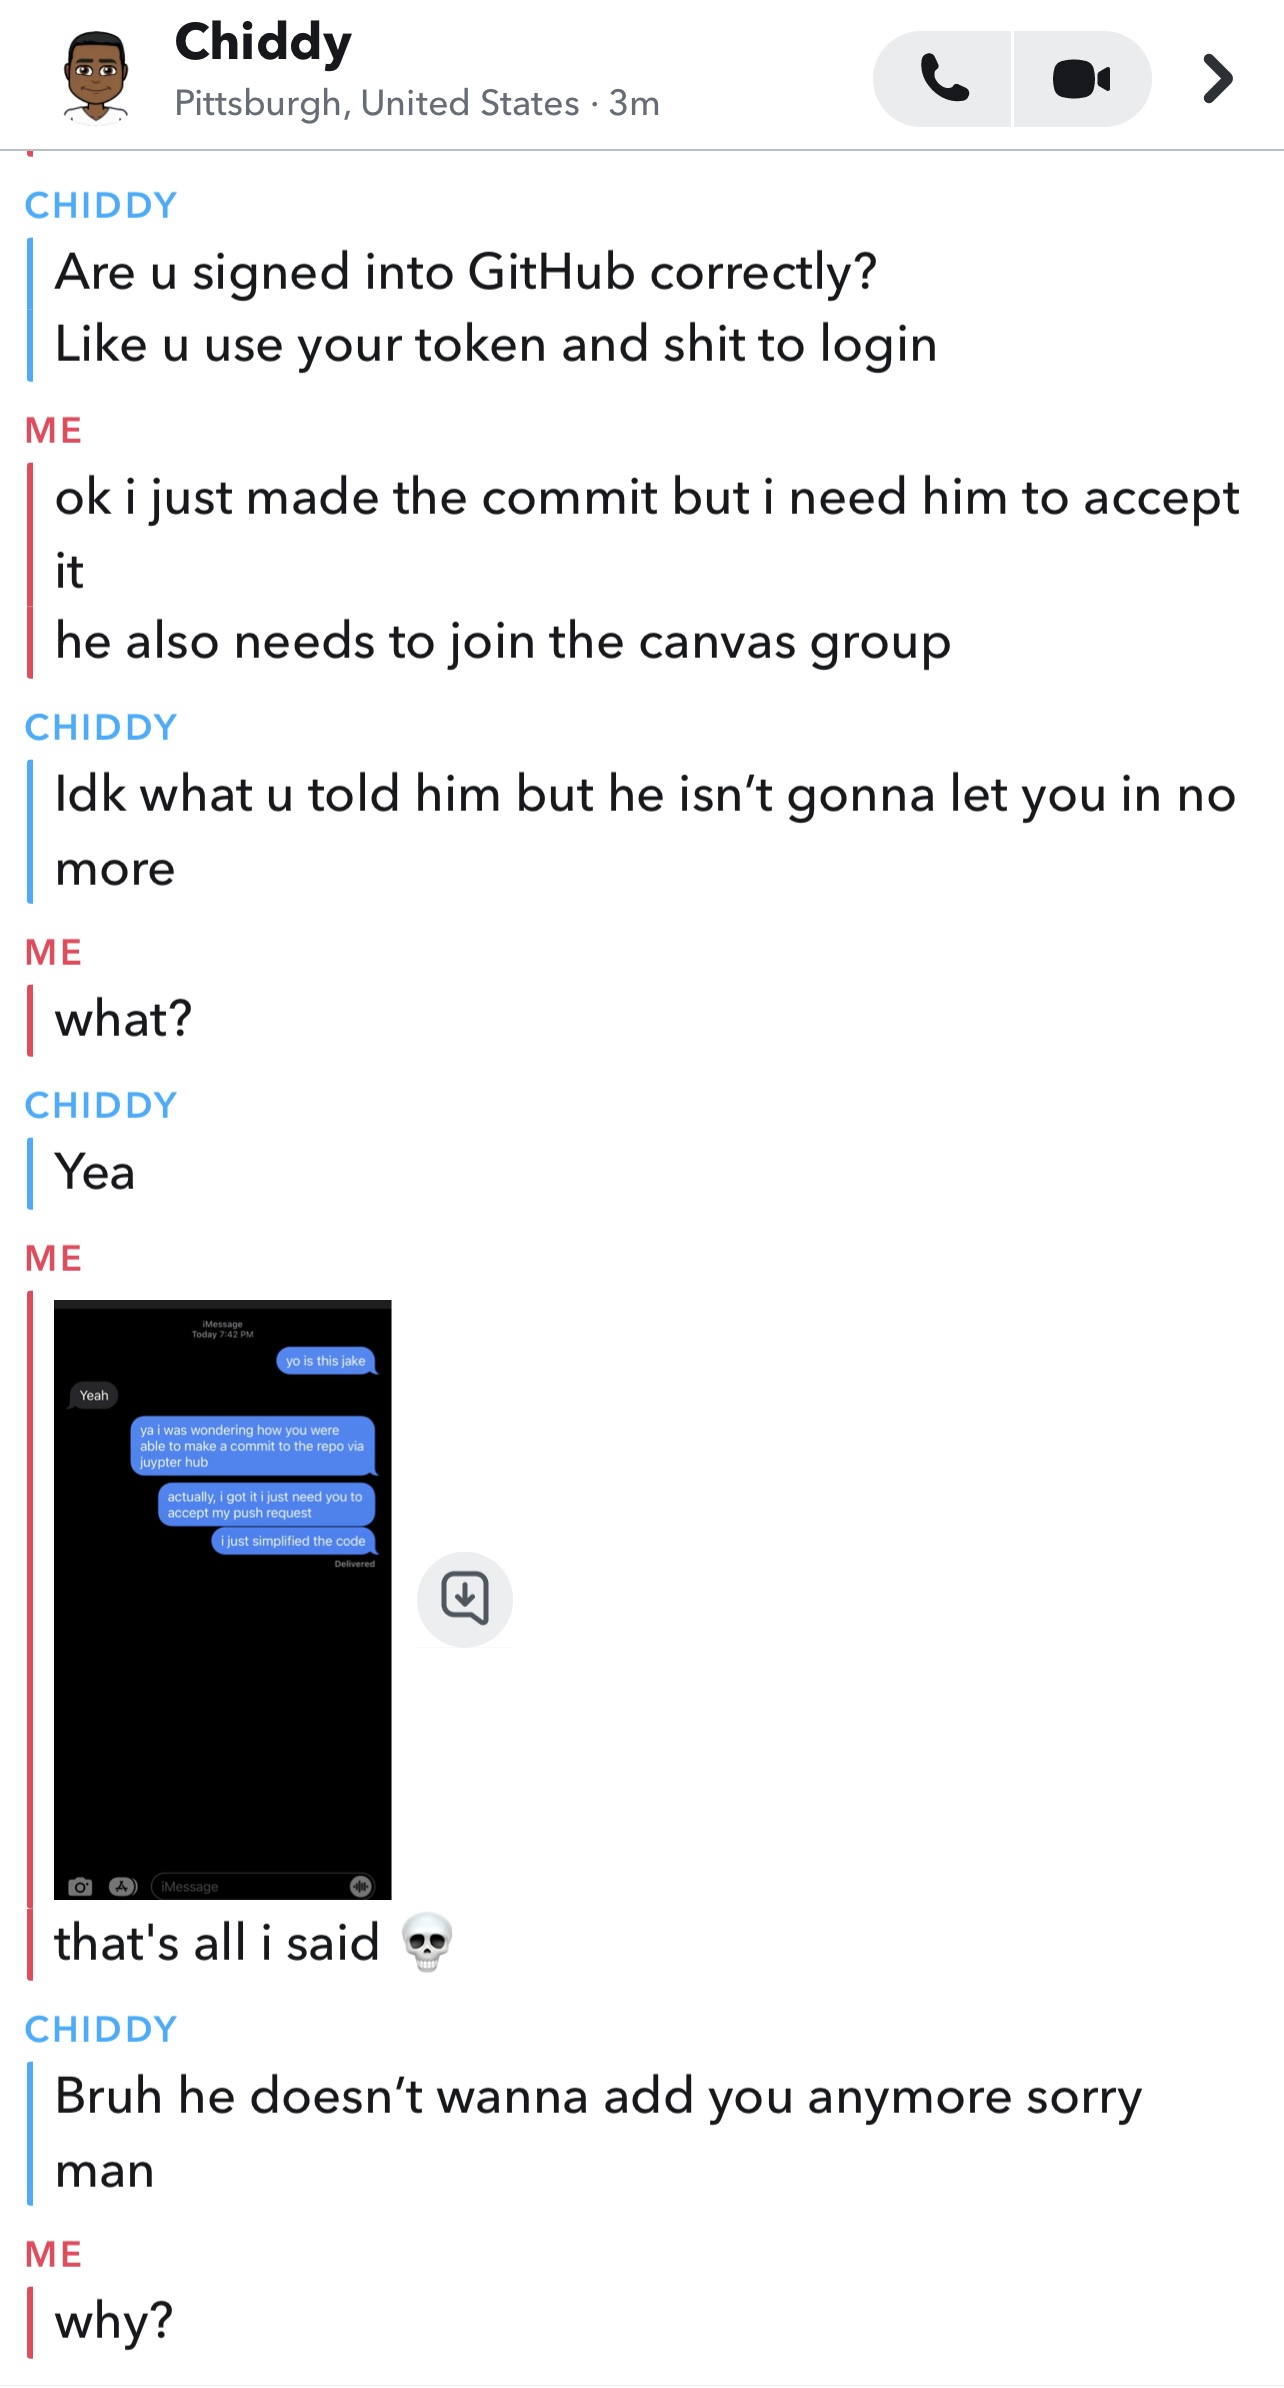 Chiddy
Pittsburgh, United States · 3m
CHIDDY
Are u signed into GitHub correctly?
Like u use your token and shit to login
ME
ok i just made the commit but i need him to accept
it
he also needs to join the canvas group
CHIDDY
Idk what u told him but he isn’t gonna let you in no
more
ME
what?
CHIDDY
Yea
ME
iMessage
Today 7:42 PM
yo is this jake
Yeah
ya i was wondering how you were
able to make a commit to the repo via
juypter hub
actually, i got it i just need you to
accept my push request
i just simplified the code
Delivered
iMessage
that's all i said 💀
CHIDDY
Bruh he doesn’t wanna add you anymore sorry
man
ME
why?